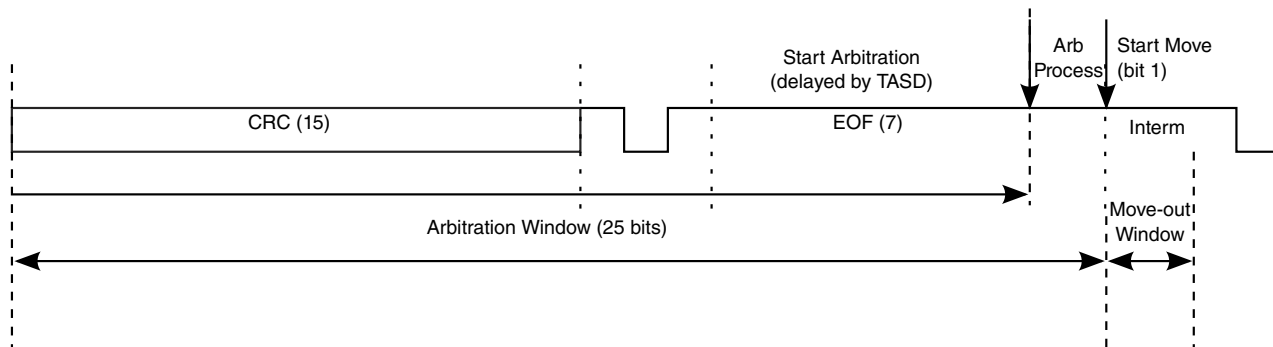 Start Arbitration
(delayed by TASD)
Arb
Process
Start Move
(bit 1)
CRC (15)
EOF (7)
Interm
Arbitration Window (25 bits)
Move-out
Window